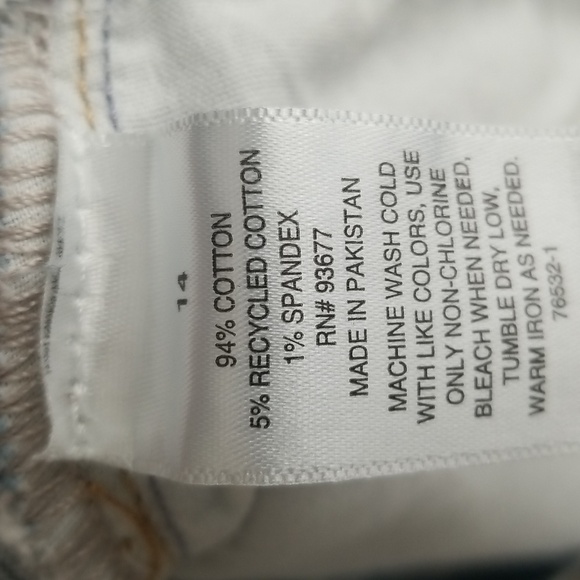 14
94% COTTON
5% RECYCLED COTTON
1% SPANDEX
RN# 93677
MADE IN PAKISTAN
MACHINE WASH COLD
WITH LIKE COLORS, USE
ONLY NON-CHLORINE
BLEACH WHEN NEEDED,
TUMBLE DRY LOW,
WARM IRON AS NEEDED.
76532-1